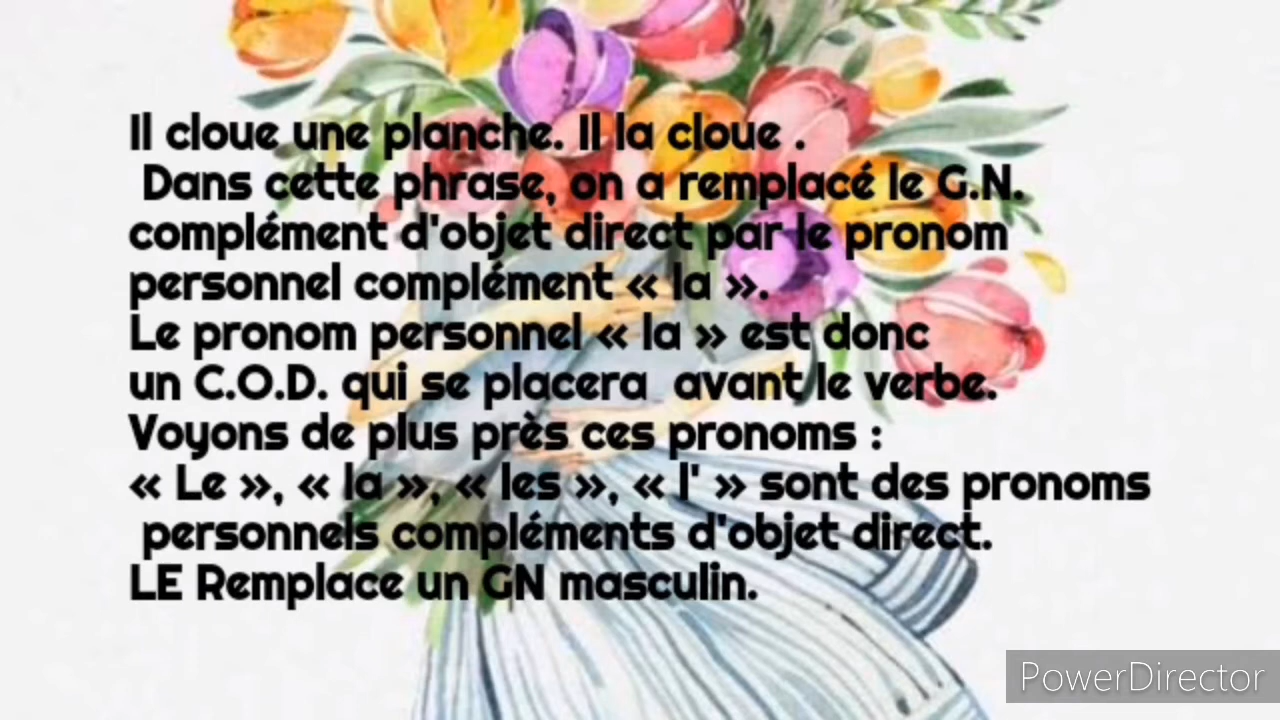 Il cloue une planche. Il la cloue .
Dans cette phrase, on a remplacé le G.N.
complément d'objet direct par le pronom
personnel complément « la ».
Le pronom personnel « la » est donc
un C.O.D. qui se placera avant le verbe.
Voyons de plus près ces pronoms :
« Le », « la », « les », « l' » sont des pronoms
personnels compléments d'objet direct.
LE Remplace un GN masculin.
PowerDirector